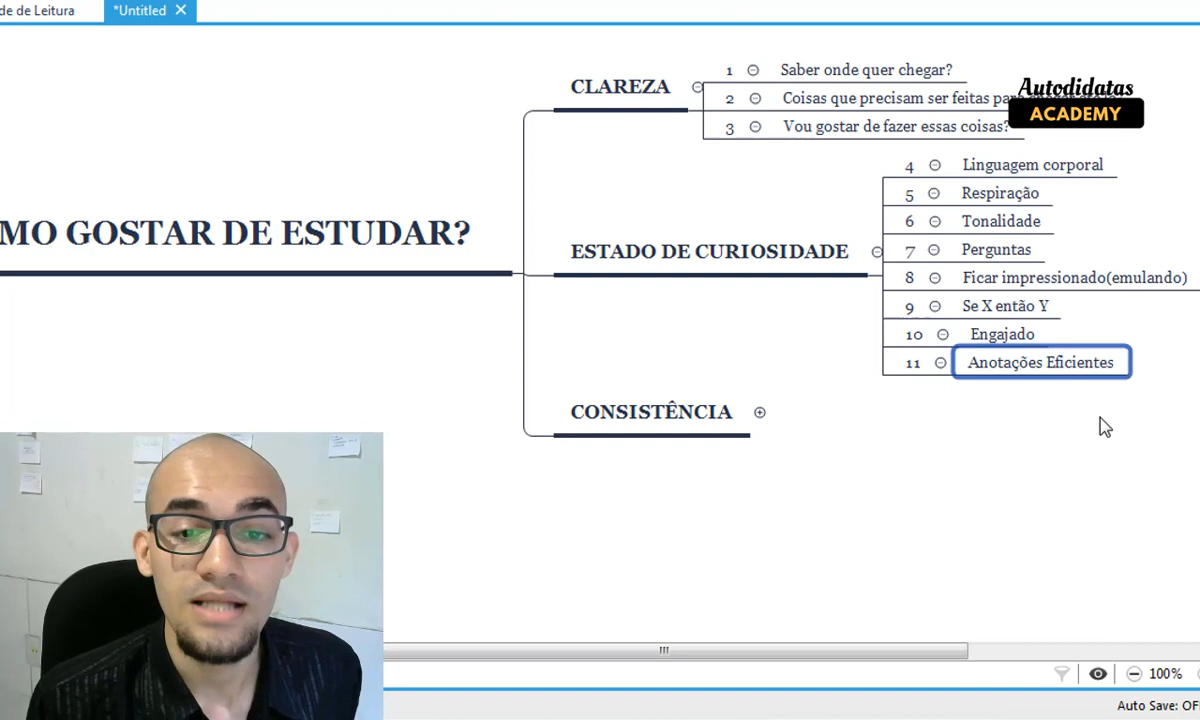 de de Leitura
*Untitled
CLAREZA
1 Saber onde quer chegar?
2 Coisas que precisam ser feitas
3 Vou gostar de fazer essas coisas?
Autodidatas
ACADEMY
MO GOSTAR DE ESTUDAR?
ESTADO DE CURIOSIDADE
4 Linguagem corporal
5 Respiração
6 Tonalidade
7 Perguntas
8 Ficar impressionado(emulando)
9 Se X então Y
10 Engajado
11 Anotações Eficientes
CONSISTÊNCIA
100%
Auto Save: OF